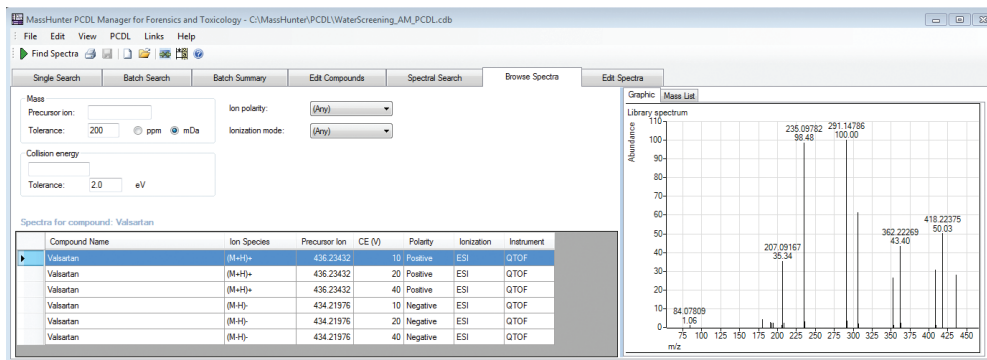 MassHunter PCDL Manager for Forensics and Toxicology - C:\MassHunter\PCDL\WaterScreening_AM_PCDL.cdb
File Edit View PCDL Links Help
Find Spectra
Single Search Batch Search Batch Summary Edit Compounds Spectral Search Browse Spectra Edit Spectra
Mass
Precursor ion:
Tolerance: 200 ppm mDa
Ion polarity: (Any)
Ionization mode: (Any)
Collision energy
Tolerance: 2.0 eV
Spectra for compound: Valsartan
Compound Name Ion Species Precursor Ion CE (V) Polarity Ionization Instrument
Valsartan (M+H)+ 436.23432 10 Positive ESI QTOF
Valsartan (M+H)+ 436.23432 20 Positive ESI QTOF
Valsartan (M+H)+ 436.23432 40 Positive ESI QTOF
Valsartan (M-H)- 434.21976 10 Negative ESI QTOF
Valsartan (M-H)- 434.21976 20 Negative ESI QTOF
Valsartan (M-H)- 434.21976 40 Negative ESI QTOF
Graphic Mass List
Library spectrum
Abundance
110
100
90
80
70
60
50
40
30
20
10
0
235.09782
98.48
291.14786
100.00
418.22375
50.03
362.22269
43.40
207.09167
35.34
84.07809
1.06
75 100 125 150 175 200 225 250 275 300 325 350 375 400 425 450
m/z